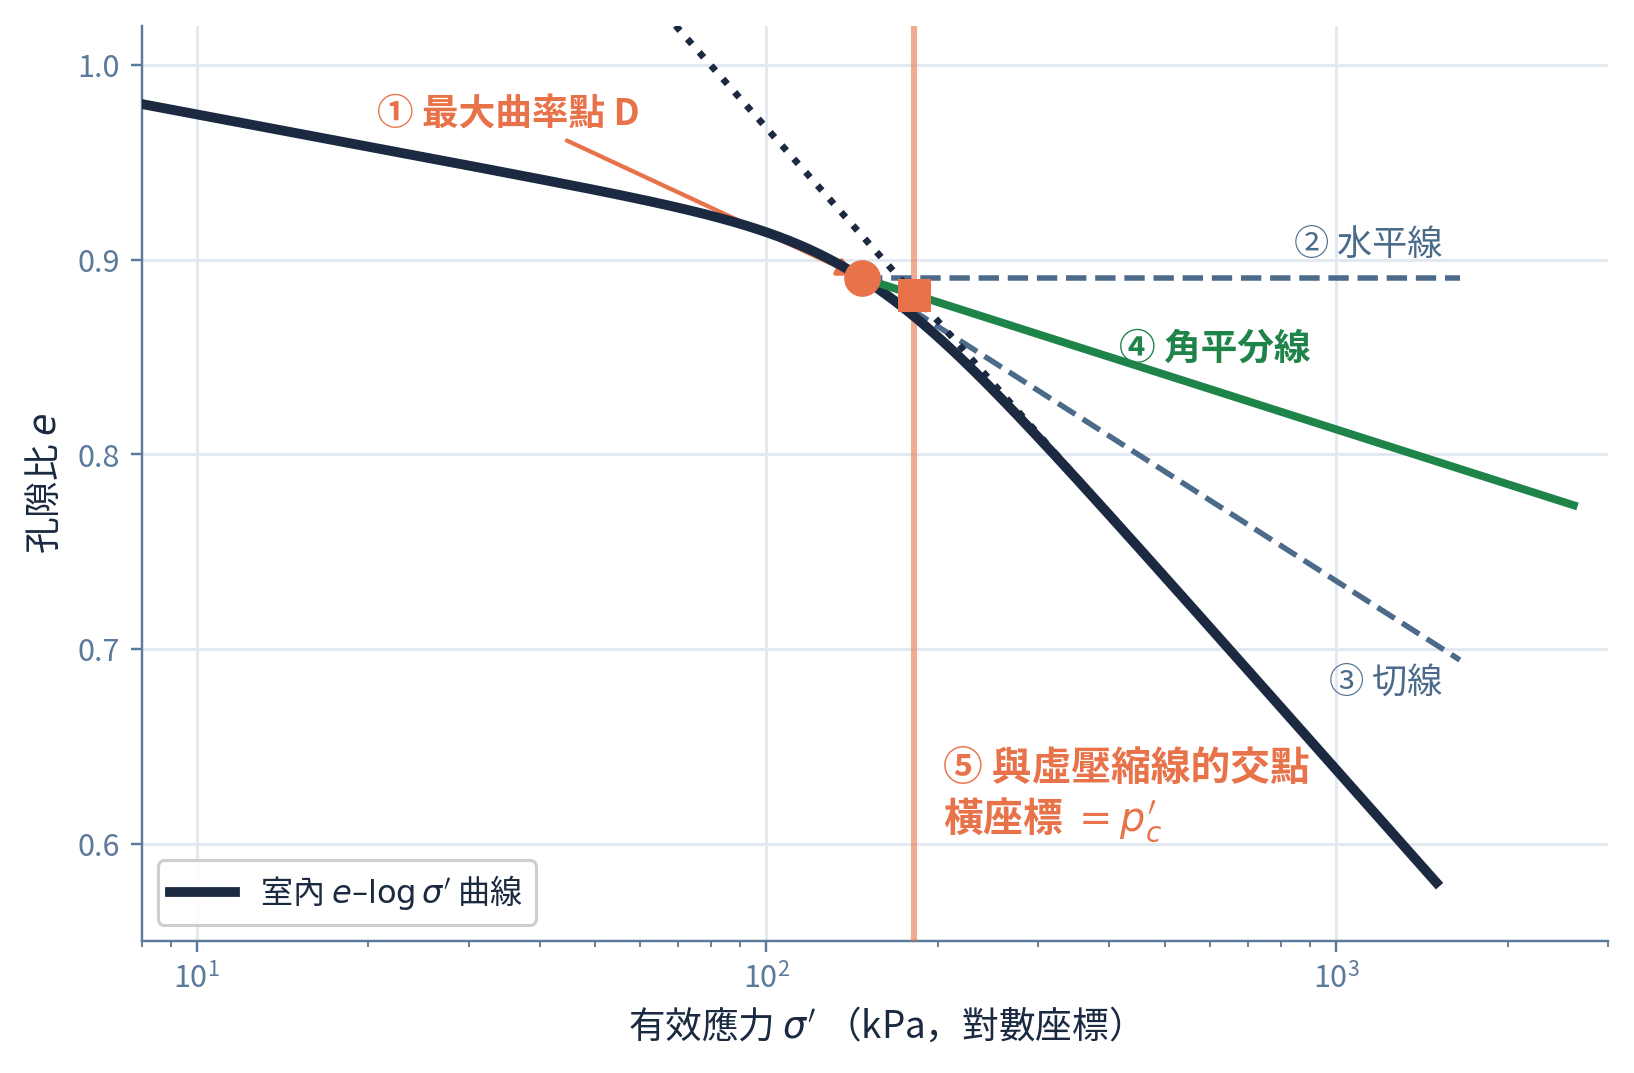 1.0
① 最大曲率點 D
② 水平線
0.9
④ 角平分線
孔隙比 e
0.8
0.7
③ 切線
⑤ 與虛壓縮線的交點
橫座標 = p′c
0.6
室內 e–log σ′ 曲線
10¹
10²
10³
有效應力 σ′ （kPa，對數座標）